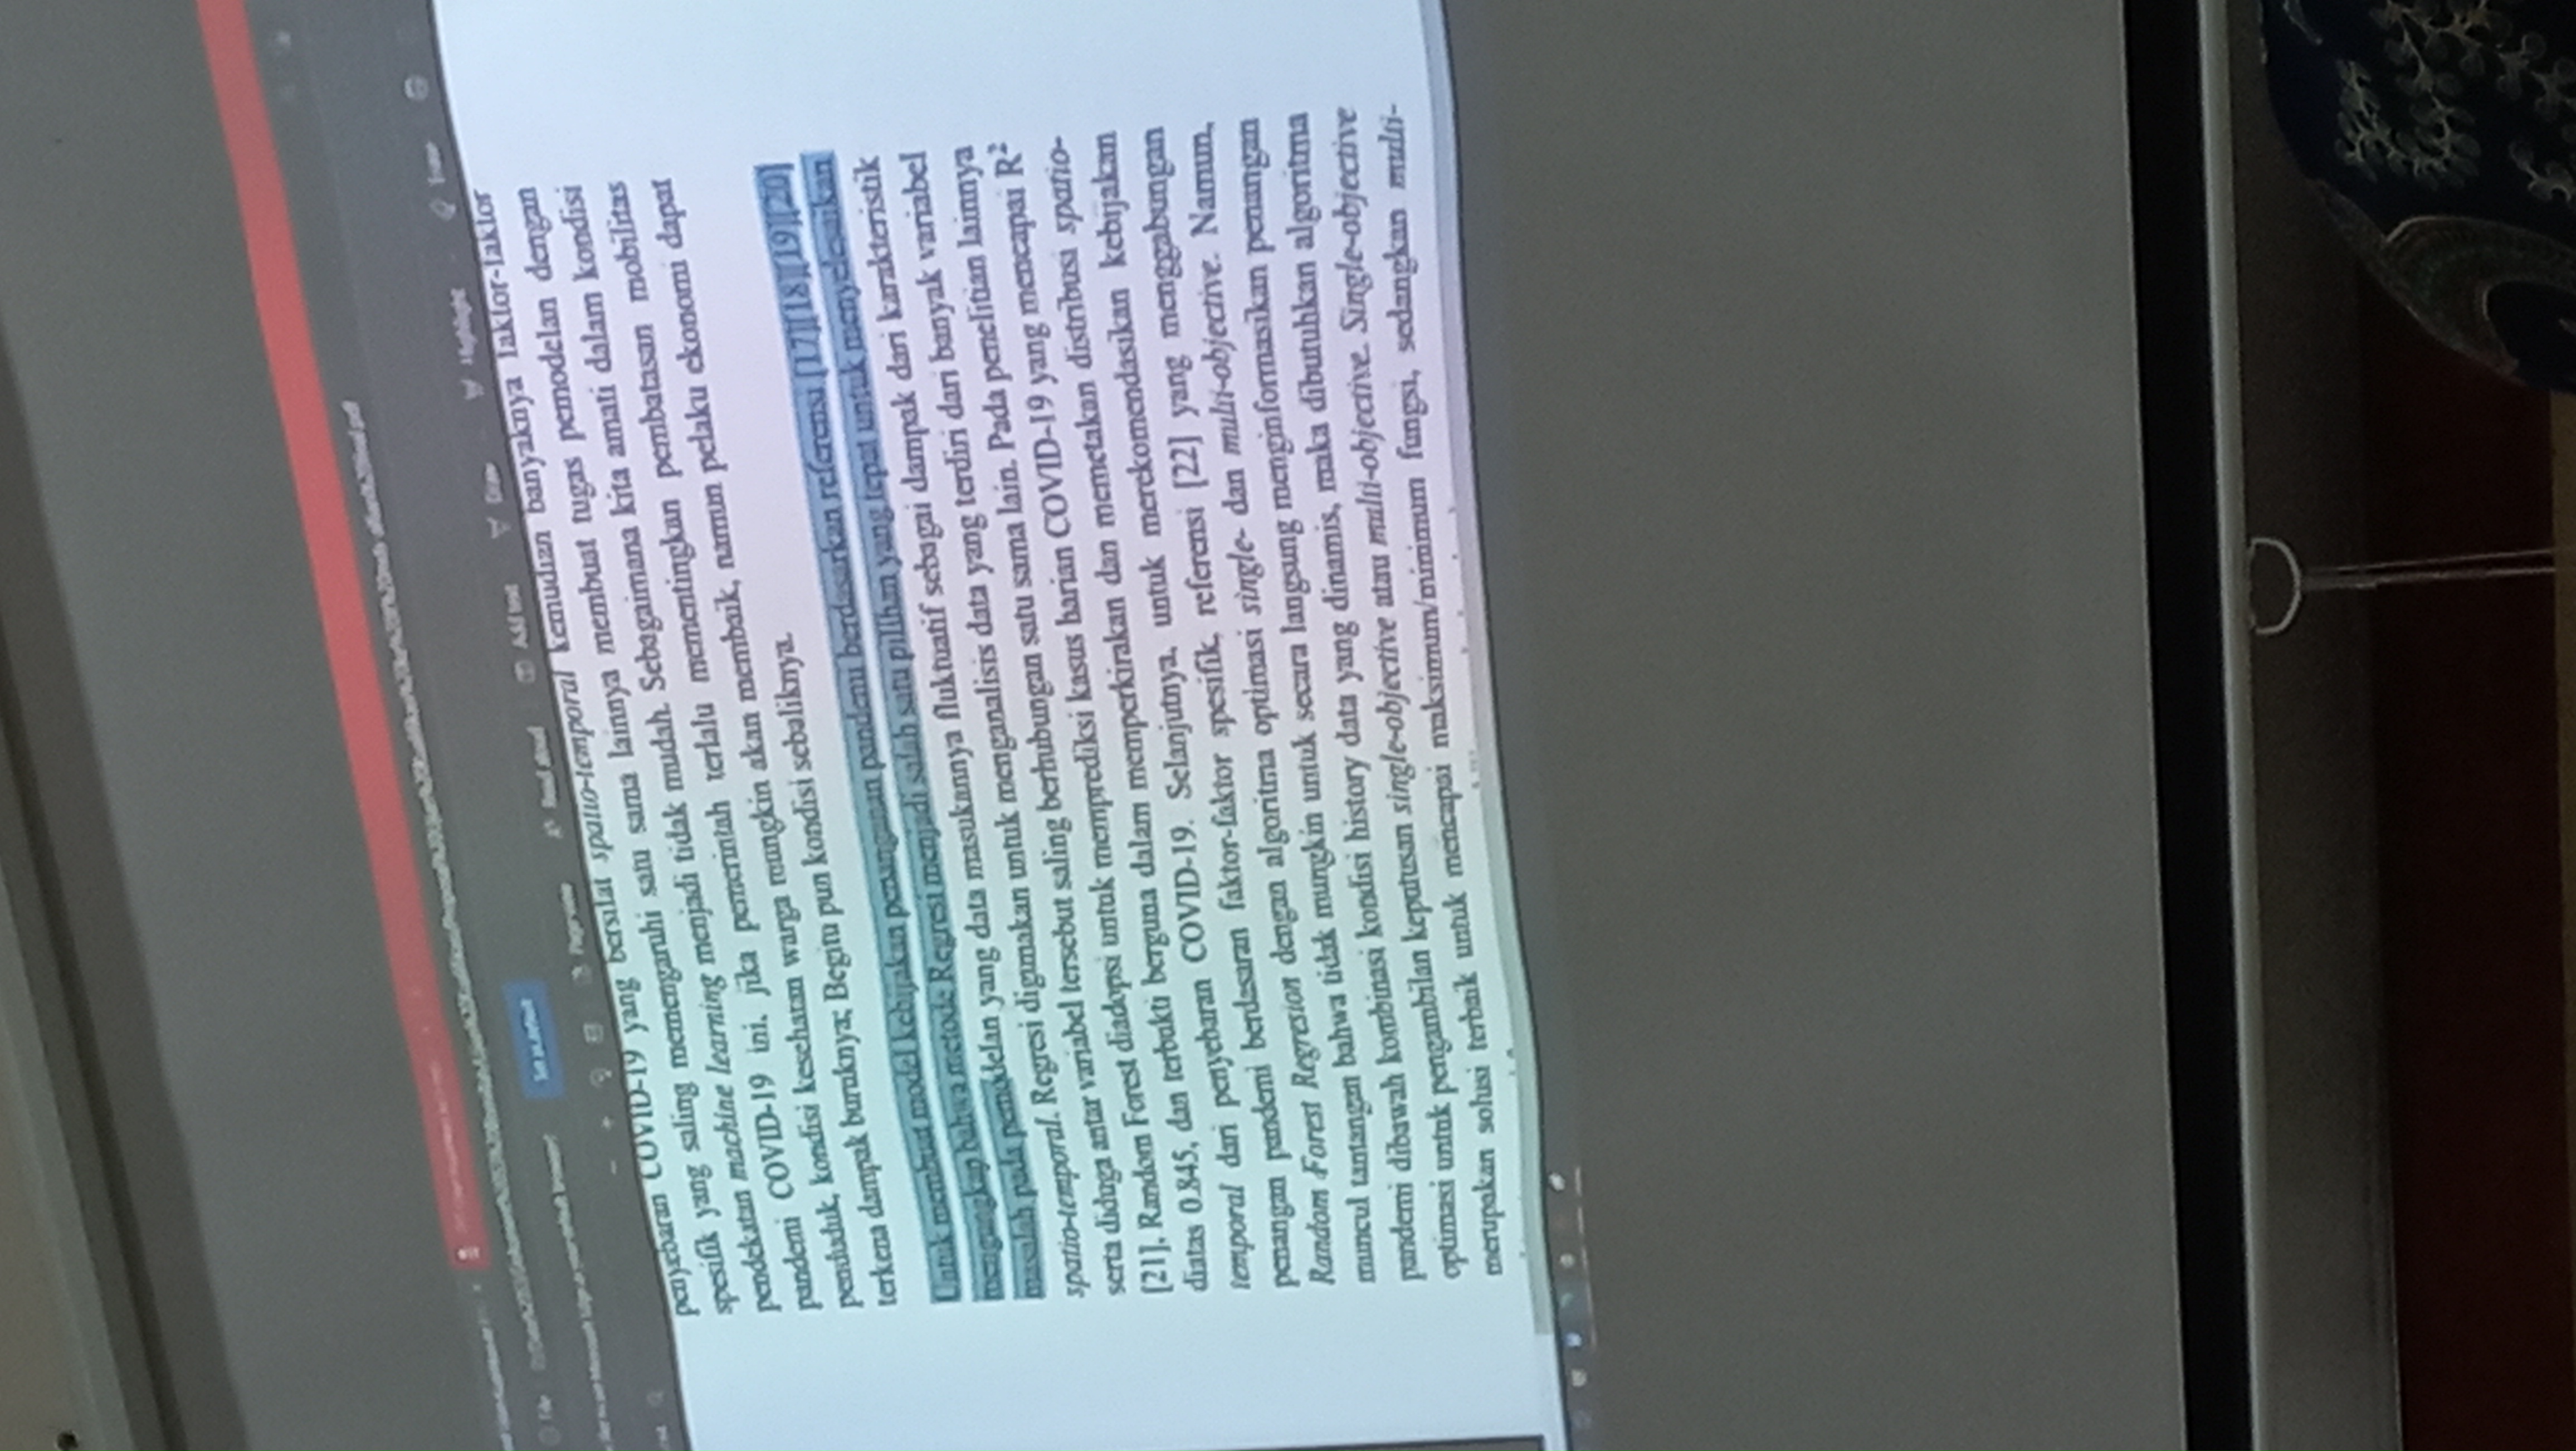 File
Set as default
Page view
Read aloud
Add text
Draw
Highlight
Erase
penyebaran COVID-19 yang bersifat spatio-temporal kemudian banyaknya faktor-faktor
spesifik yang saling memengaruhi satu sama lainnya membuat tugas pemodelan dengan
pendekatan machine learning menjadi tidak mudah. Sebagaimana kita amati dalam kondisi
pandemi COVID-19 ini, jika pemerintah terlalu mementingkan pembatasan mobilitas
penduduk, kondisi kesehatan warga mungkin akan membaik, namun pelaku ekonomi dapat
terkena dampak buruknya; Begitu pun kondisi sebaliknya.
Untuk membuat model kebijakan penanganan pandemi berdasarkan referensi [17][18][19][20]
mengungkap bahwa metode Regresi menjadi salah satu pilihan yang tepat untuk menyelesaikan
masalah pada pemodelan yang data masukannya fluktuatif sebagai dampak dari karakteristik
spatio-temporal. Regresi digunakan untuk menganalisis data yang terdiri dari banyak variabel
serta diduga antar variabel tersebut saling berhubungan satu sama lain. Pada penelitian lainnya
[21], Random Forest diadopsi untuk memprediksi kasus harian COVID-19 yang mencapai R²
diatas 0.845, dan terbukti berguna dalam memperkirakan dan memetakan distribusi spatio-
temporal dari penyebaran COVID-19. Selanjutnya, untuk merekomendasikan kebijakan
penangan pandemi berdasaran faktor-faktor spesifik, referensi [22] yang menggabungan
Random Forest Regresion dengan algoritma optimasi single- dan multi-objective. Namun,
muncul tantangan bahwa tidak mungkin untuk secara langsung menginformasikan penangan
pandemi dibawah kombinasi kondisi history data yang dinamis, maka dibutuhkan algoritma
optimasi untuk pengambilan keputusan single-objective atau multi-objective. Single-objective
merupakan solusi terbaik untuk mencapai maksimum/minimum fungsi, sedangkan multi-